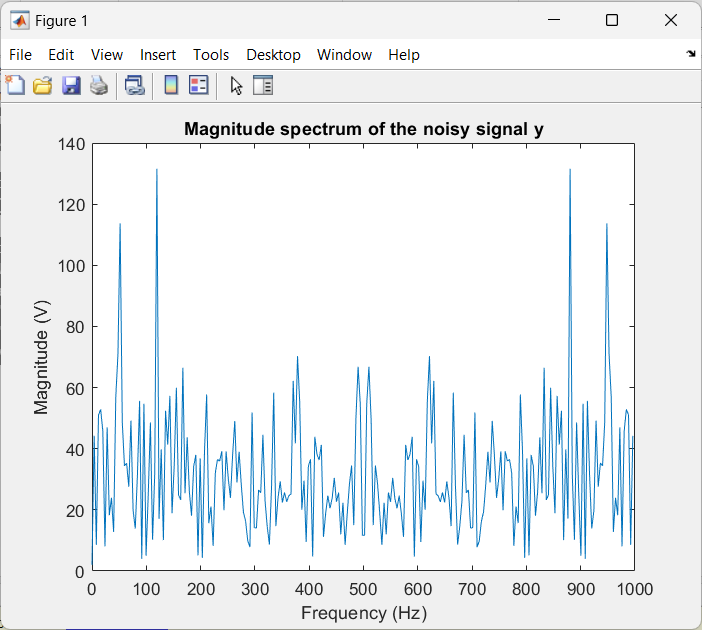 Figure 1
File Edit View Insert Tools Desktop Window Help
Magnitude spectrum of the noisy signal y
140
120
100
80
60
40
20
0
Magnitude (V)
0 100 200 300 400 500 600 700 800 900 1000
Frequency (Hz)